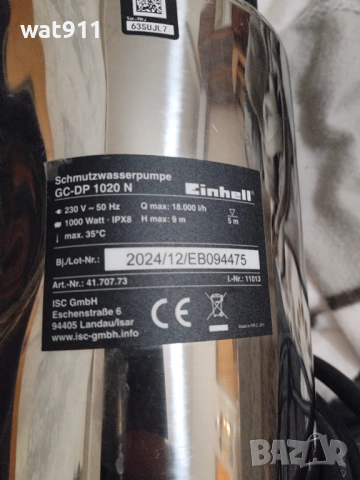 wat911
Ser.-Nr.:
63SUJL7
Schmutzwasserpumpe
GC-DP 1020 N
Einhell
230 V ~ 50 Hz
Q max: 18.000 l/h
1000 Watt · IPX8
H max: 9 m
5 m
max. 35°C
Bj./Lot-Nr.: 2024/12/EB094475
Art.-Nr.: 41.707.73
I.-Nr.: 11013
ISC GmbH
Eschenstraße 6
94405 Landau/Isar
www.isc-gmbh.info
CE
BAZAR